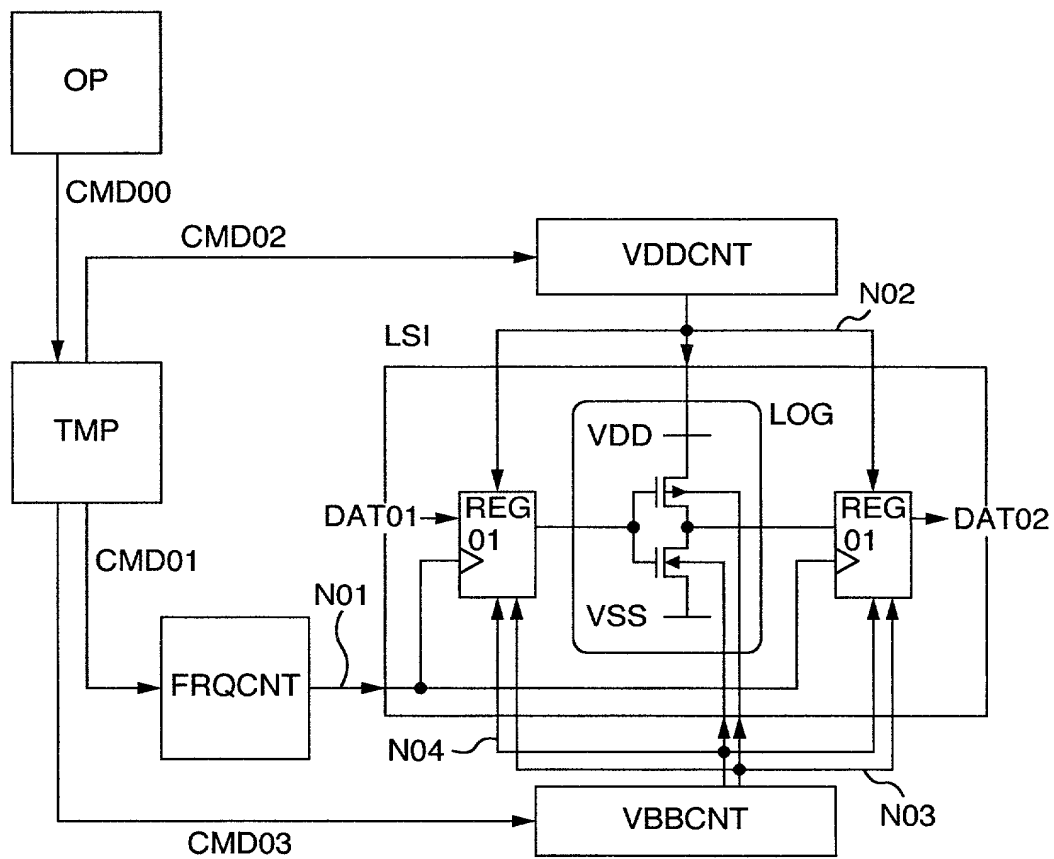 OP
CMD00
CMD02
VDDCNT
N02
LSI
TMP
LOG
VDD
DAT01
REG
01
REG
01
DAT02
CMD01
N01
VSS
FRQCNT
N04
N03
VBBCNT
CMD03